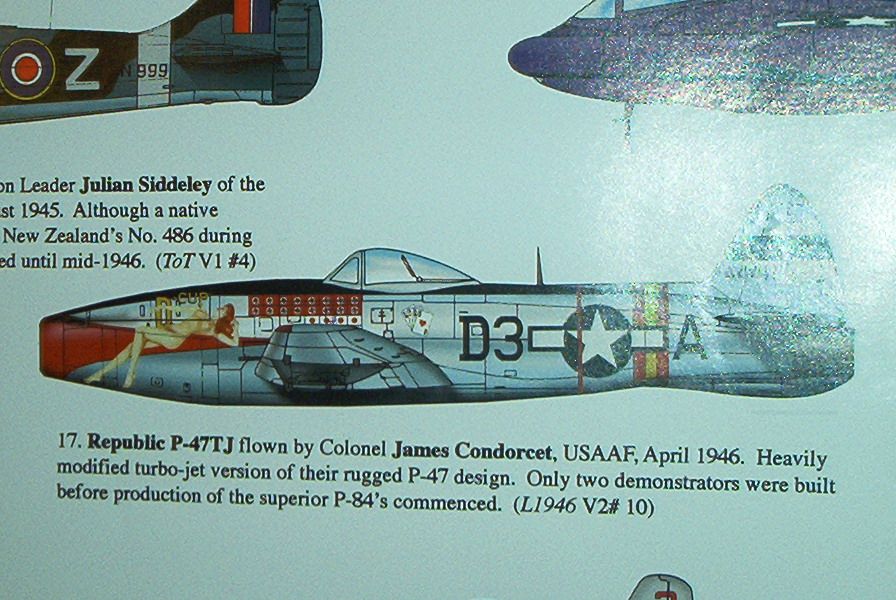 Z
N 999
on Leader Julian Siddeley of the
st 1945. Although a native
New Zealand's No. 486 during
ed until mid-1946. (ToT V1 #4)
CUP
D3
A
17. Republic P-47TJ flown by Colonel James Condorcet, USAAF, April 1946. Heavily
modified turbo-jet version of their rugged P-47 design. Only two demonstrators were built
before production of the superior P-84's commenced. (L1946 V2# 10)